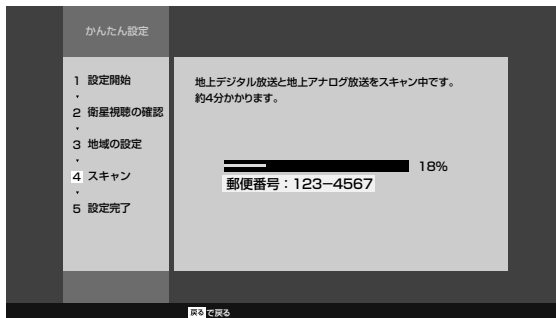 かんたん設定
1 設定開始
2 衛星視聴の確認
3 地域の設定
4 スキャン
5 設定完了
地上デジタル放送と地上アナログ放送をスキャン中です。
約4分かかります。
18%
郵便番号：123−4567
戻る で戻る